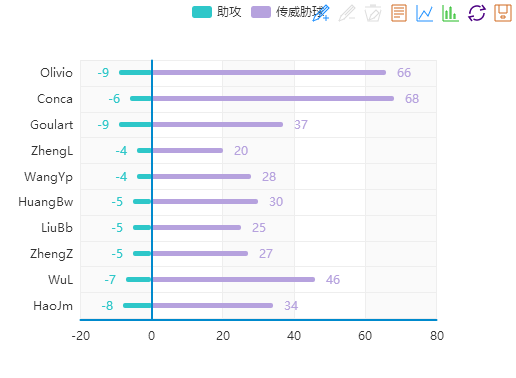 助攻 传威胁球
Olivio -9 66
Conca -6 68
Goulart -9 37
ZhengL -4 20
WangYp -4 28
HuangBw -5 30
LiuBb -5 25
ZhengZ -5 27
WuL -7 46
HaoJm -8 34
-20 0 20 40 60 80